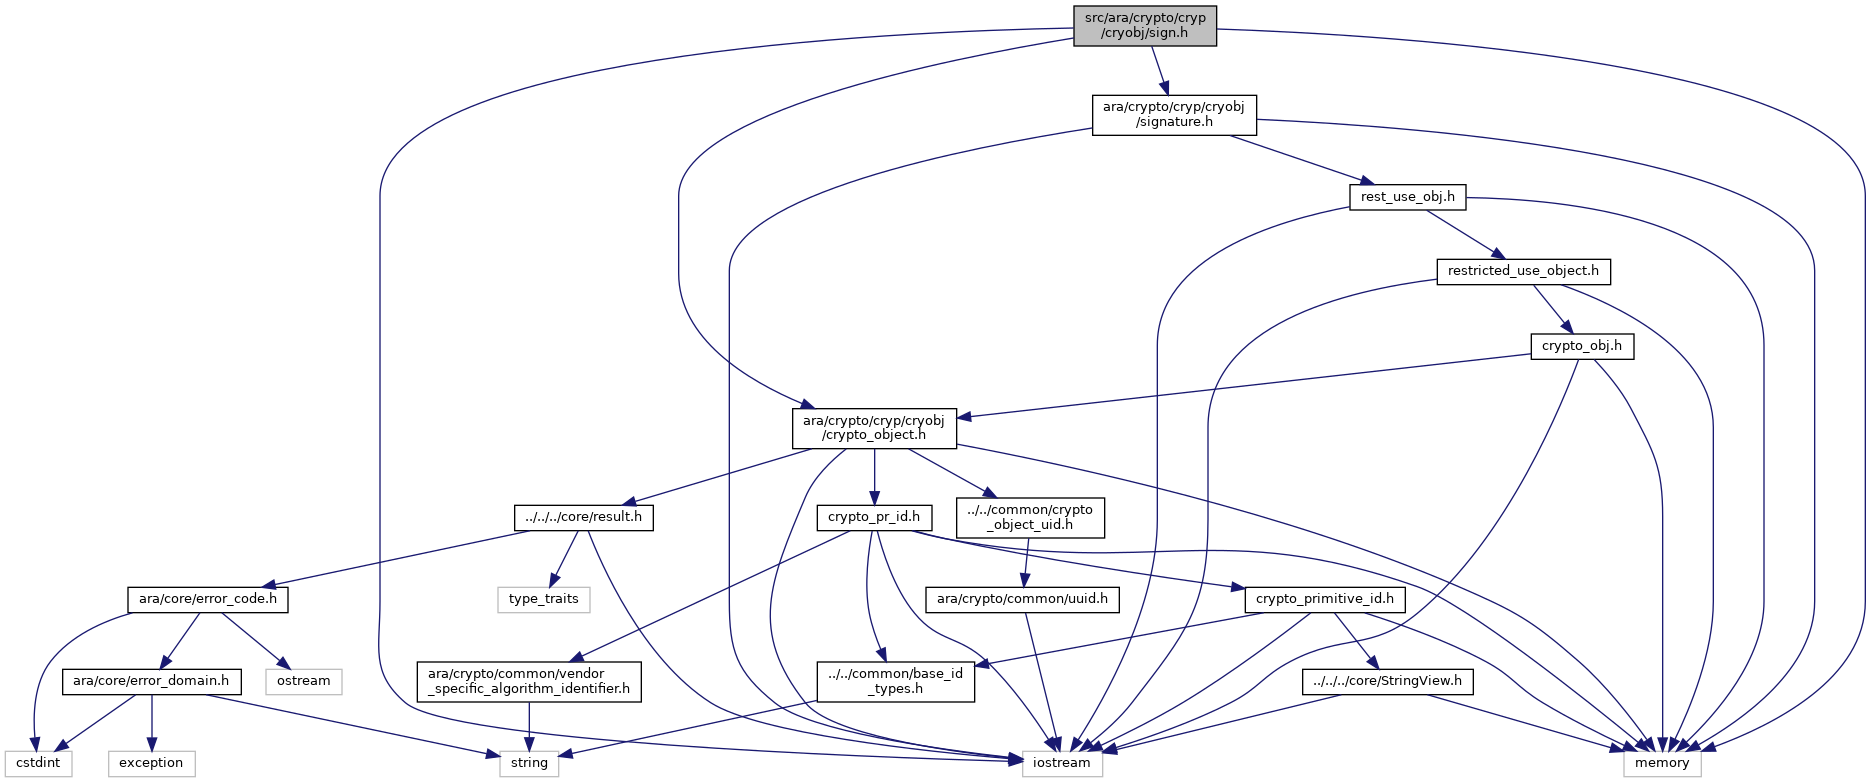 src/ara/crypto/cryp
/cryobj/sign.h
ara/crypto/cryp/cryobj
/signature.h
rest_use_obj.h
restricted_use_object.h
crypto_obj.h
ara/crypto/cryp/cryobj
/crypto_object.h
../../../core/result.h
crypto_pr_id.h
../../common/crypto
_object_uid.h
ara/core/error_code.h
type_traits
ara/crypto/common/uuid.h
crypto_primitive_id.h
ara/core/error_domain.h
ostream
ara/crypto/common/vendor
_specific_algorithm_identifier.h
../../common/base_id
_types.h
../../../core/StringView.h
cstdint
exception
string
iostream
memory